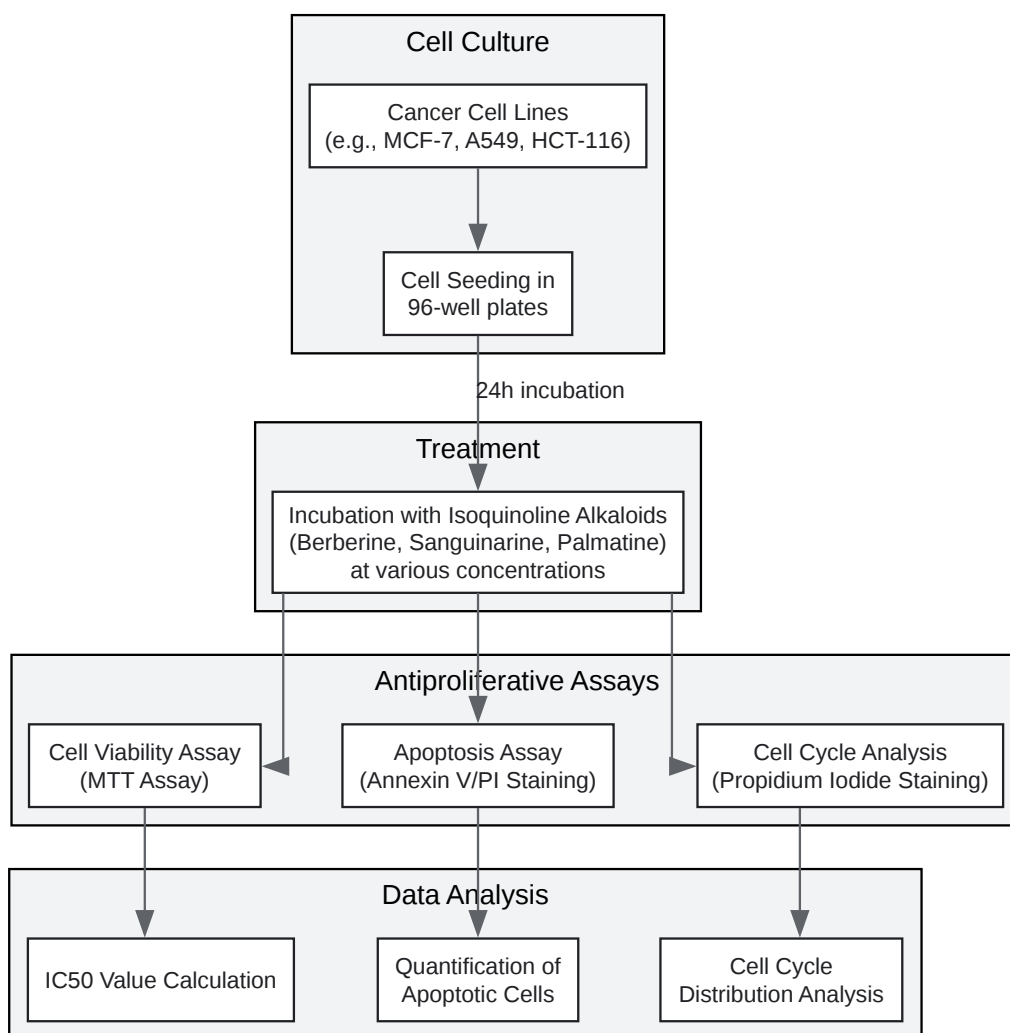 Cell Culture
Cancer Cell Lines
(e.g., MCF-7, A549, HCT-116)
Cell Seeding in
96-well plates
24h incubation
Treatment
Incubation with Isoquinoline Alkaloids
(Berberine, Sanguinarine, Palmatine)
at various concentrations
Antiproliferative Assays
Cell Viability Assay
(MTT Assay)
Apoptosis Assay
(Annexin V/PI Staining)
Cell Cycle Analysis
(Propidium Iodide Staining)
Data Analysis
IC50 Value Calculation
Quantification of
Apoptotic Cells
Cell Cycle
Distribution Analysis